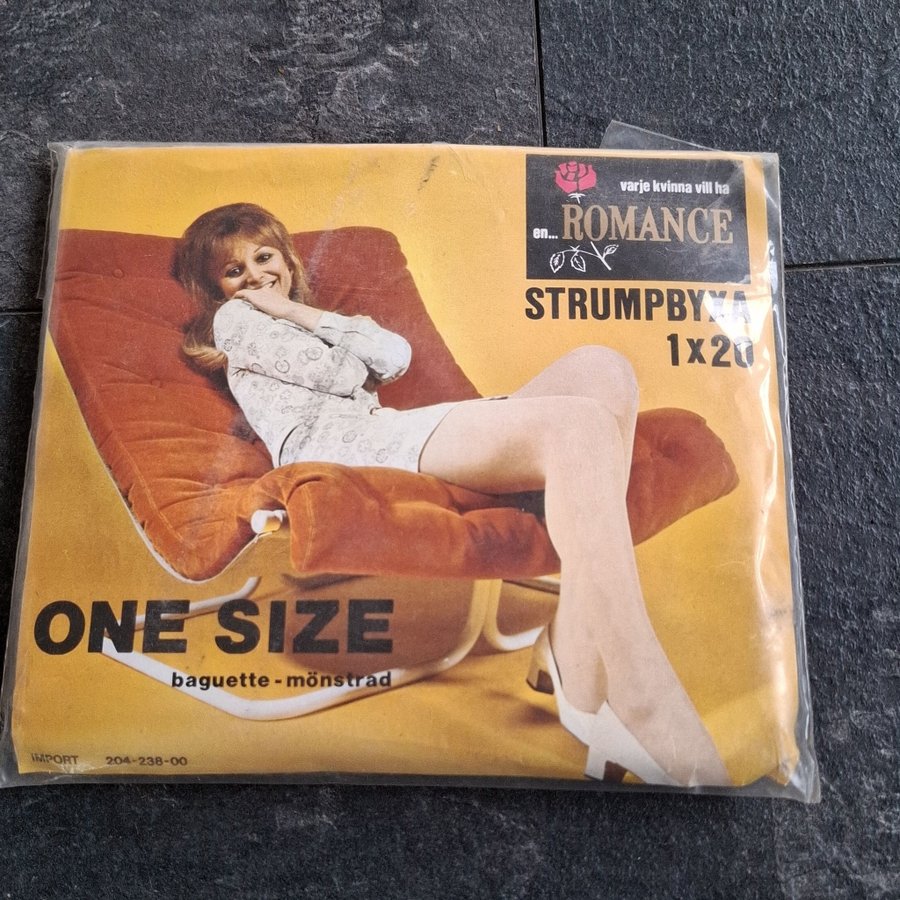 varje kvinna vill ha
en... ROMANCE
STRUMPBYXA
1x20
ONE SIZE
baguette - mönstrad
IMPORT 204-238-00